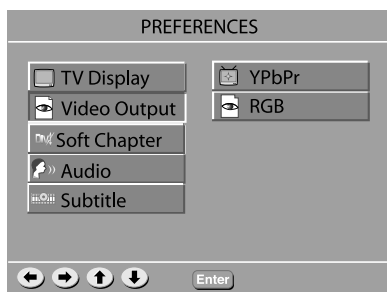 PREFERENCES
TV Display
Video Output
Soft Chapter
Audio
Subtitle
YPbPr
RGB
Enter